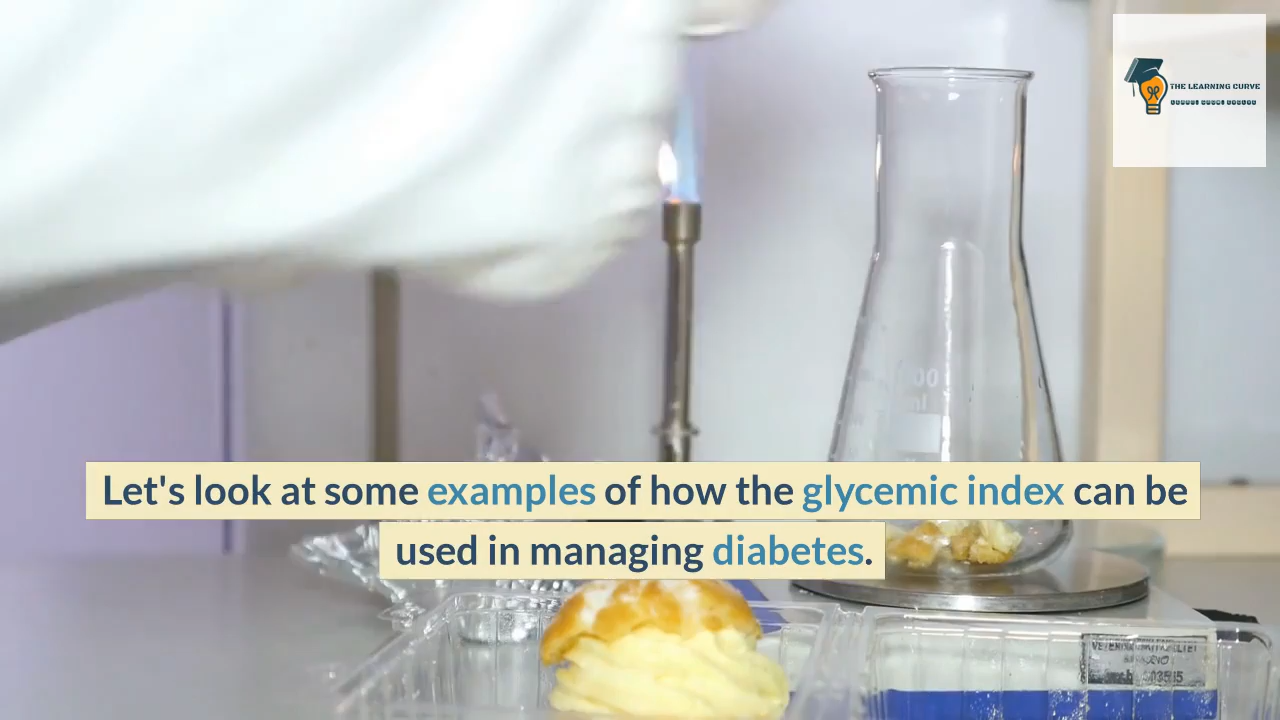 THE LEARNING CURVE
Let's look at some examples of how the glycemic index can be
used in managing diabetes.